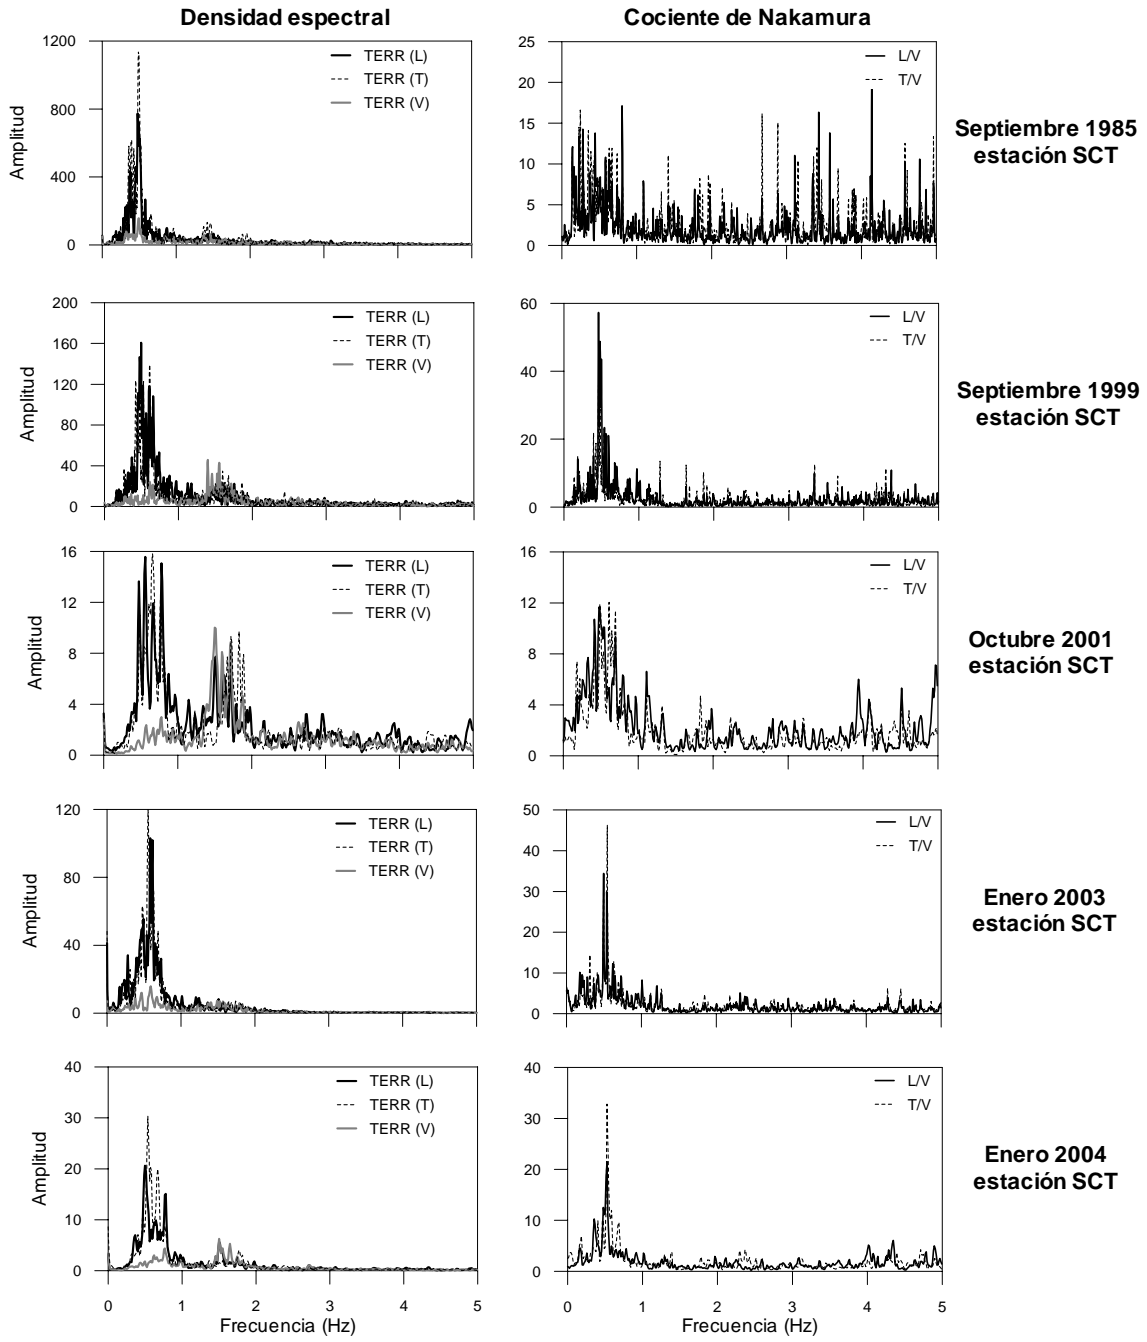 Densidad espectral
Cociente de Nakamura
1200
800
400
0
Amplitud
TERR (L)
TERR (T)
TERR (V)
25
20
15
10
5
0
L/V
T/V
Septiembre 1985
estación SCT
200
160
120
80
40
0
Amplitud
TERR (L)
TERR (T)
TERR (V)
60
40
20
0
L/V
T/V
Septiembre 1999
estación SCT
16
12
8
4
0
Amplitud
TERR (L)
TERR (T)
TERR (V)
16
12
8
4
0
L/V
T/V
Octubre 2001
estación SCT
120
80
40
0
Amplitud
TERR (L)
TERR (T)
TERR (V)
50
40
30
20
10
0
L/V
T/V
Enero 2003
estación SCT
40
30
20
10
0
Amplitud
TERR (L)
TERR (T)
TERR (V)
40
30
20
10
0
L/V
T/V
Enero 2004
estación SCT
0 1 2 3 4 5
Frecuencia (Hz)
0 1 2 3 4 5
Frecuencia (Hz)